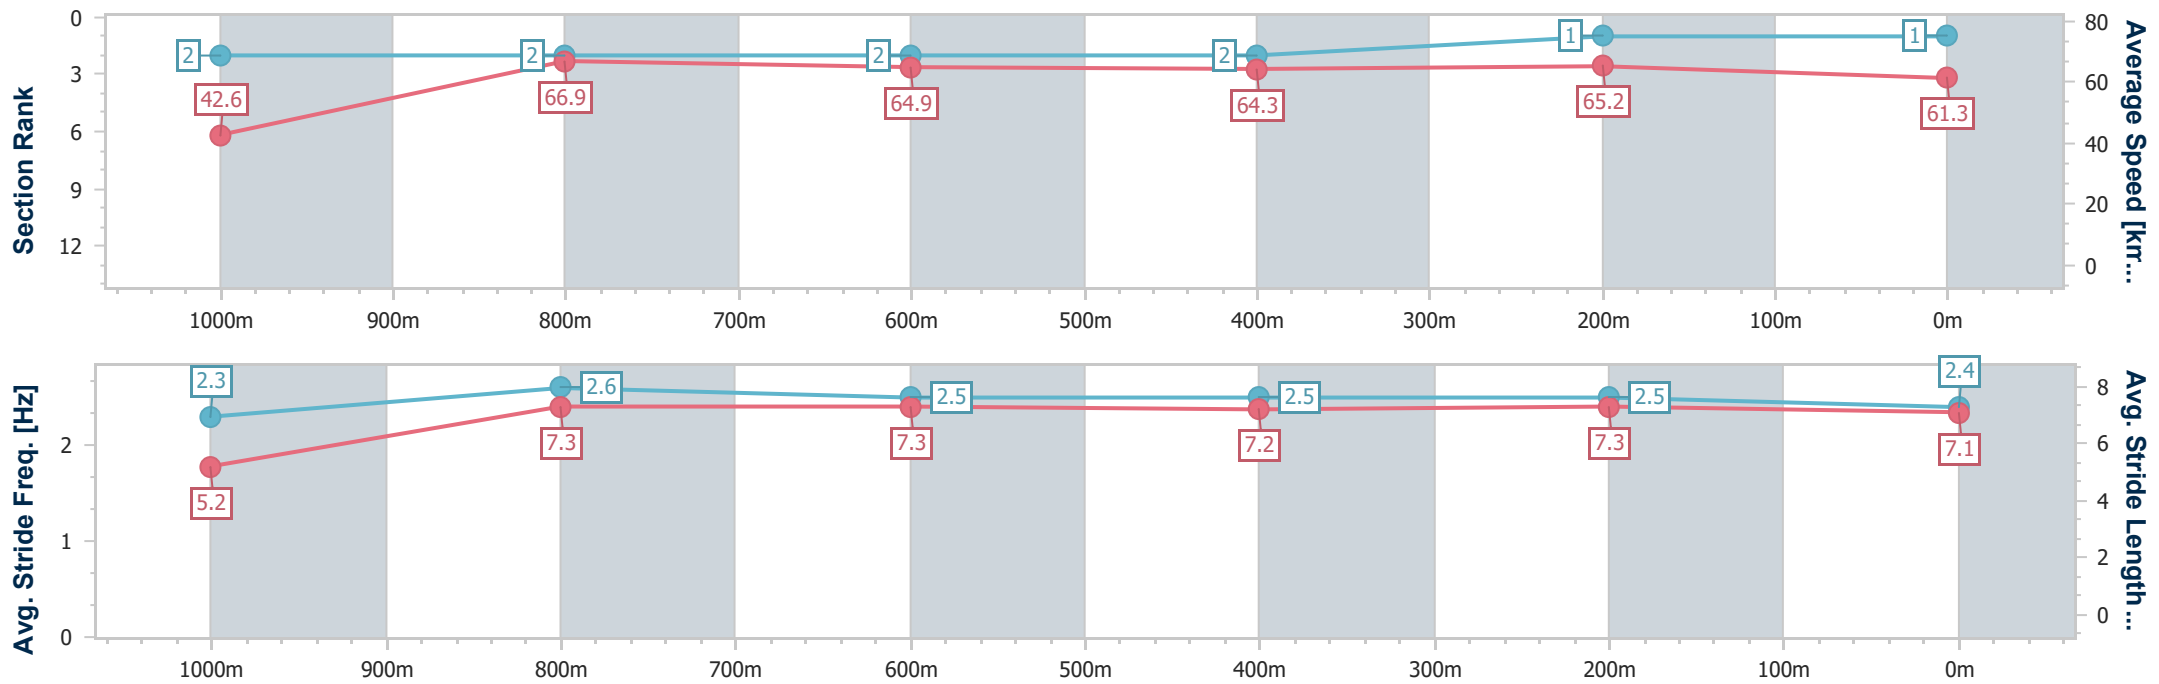 Section Rank
0
3
6
9
12
2
2
2
2
1
1
42.6
66.9
64.9
64.3
65.2
61.3
80
60
40
20
0
Average Speed [km...
1000m
900m
800m
700m
600m
500m
400m
300m
200m
100m
0m
Avg. Stride Freq. [Hz]
2
1
0
2.3
2.6
2.5
2.5
2.5
2.4
5.2
7.3
7.3
7.2
7.3
7.1
8
6
4
2
0
Avg. Stride Length...
1000m
900m
800m
700m
600m
500m
400m
300m
200m
100m
0m